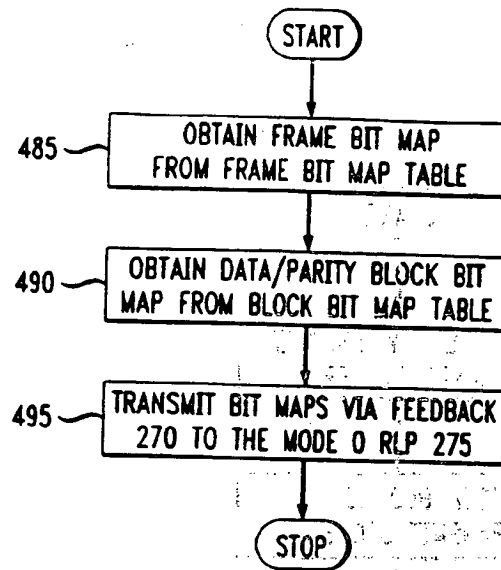 START
485
OBTAIN FRAME BIT MAP
FROM FRAME BIT MAP TABLE
490
OBTAIN DATA/PARITY BLOCK BIT
MAP FROM BLOCK BIT MAP TABLE
495
TRANSMIT BIT MAPS VIA FEEDBACK
270 TO THE MODE 0 RLP 275
STOP